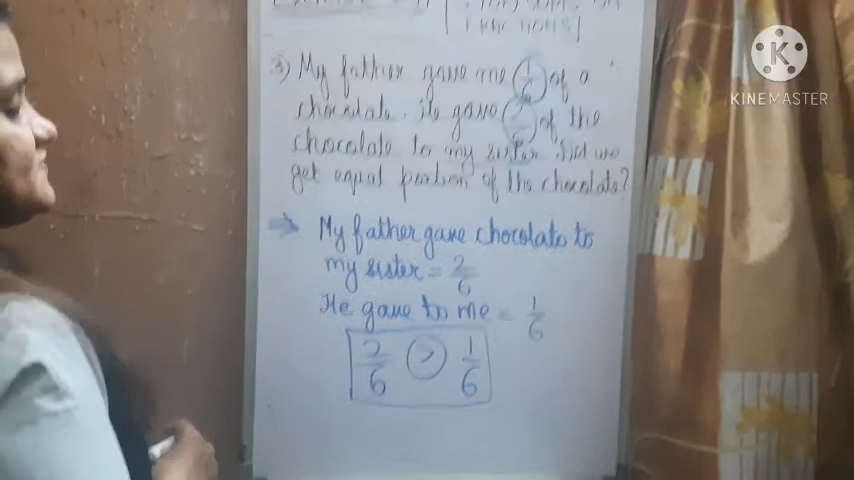 KINEMASTER
3) My father gave me (1/6) of a
chocolate. He gave (2/6) of the
chocolate to my sister. Did we
get equal portion of the chocolate?
My father gave chocolate to
my sister = 2/6
He gave to me = 1/6
2/6 > 1/6